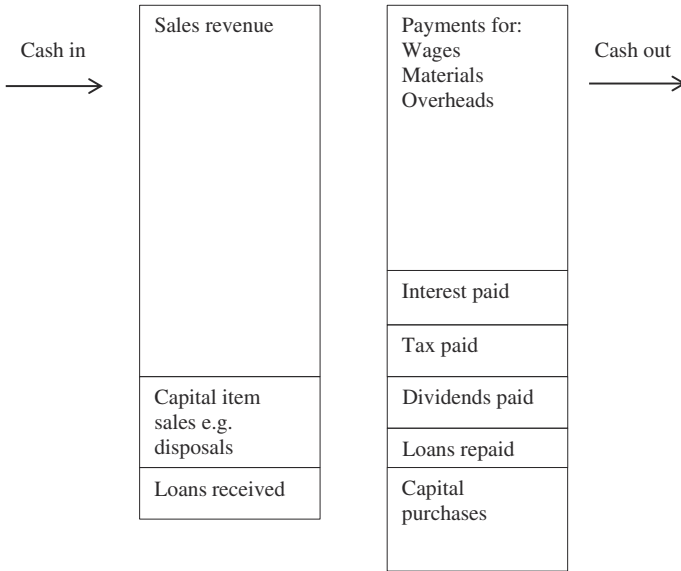 Cash in
Sales revenue
Capital item
sales e.g.
disposals
Loans received
Payments for:
Wages
Materials
Overheads
Interest paid
Tax paid
Dividends paid
Loans repaid
Capital
purchases
Cash out